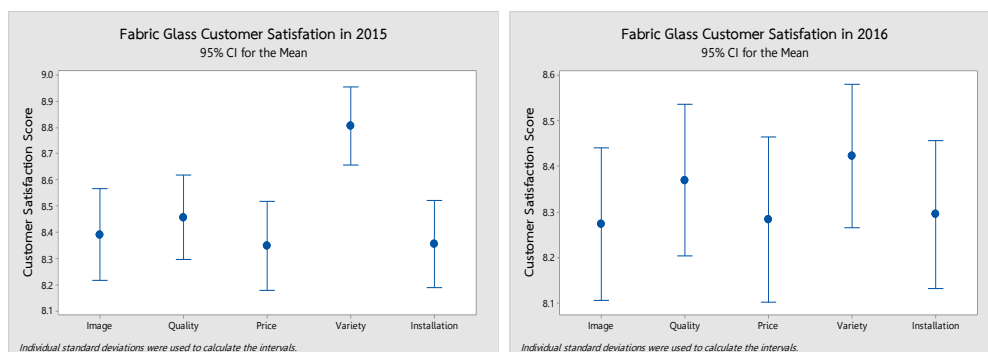 Fabric Glass Customer Satisfation in 2015
95% CI for the Mean
Customer Satisfaction Score
9.0
8.9
8.8
8.7
8.6
8.5
8.4
8.3
8.2
8.1
Image Quality Price Variety Installation
Individual standard deviations were used to calculate the intervals.
Fabric Glass Customer Satisfation in 2016
95% CI for the Mean
Customer Satisfaction Score
8.6
8.5
8.4
8.3
8.2
8.1
Image Quality Price Variety Installation
Individual standard deviations were used to calculate the intervals.